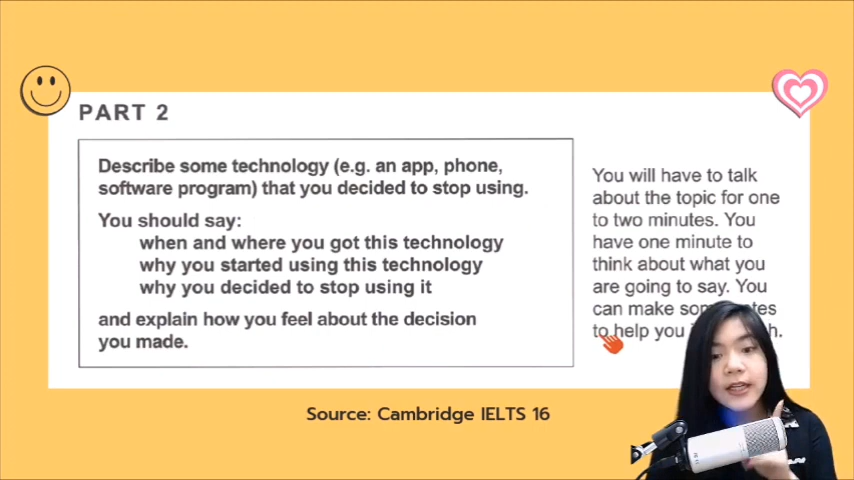 PART 2
Describe some technology (e.g. an app, phone,
software program) that you decided to stop using.
You should say:
when and where you got this technology
why you started using this technology
why you decided to stop using it
and explain how you feel about the decision
you made.
You will have to talk
about the topic for one
to two minutes. You
have one minute to
think about what you
are going to say. You
can make
to help you
Source: Cambridge IELTS 16